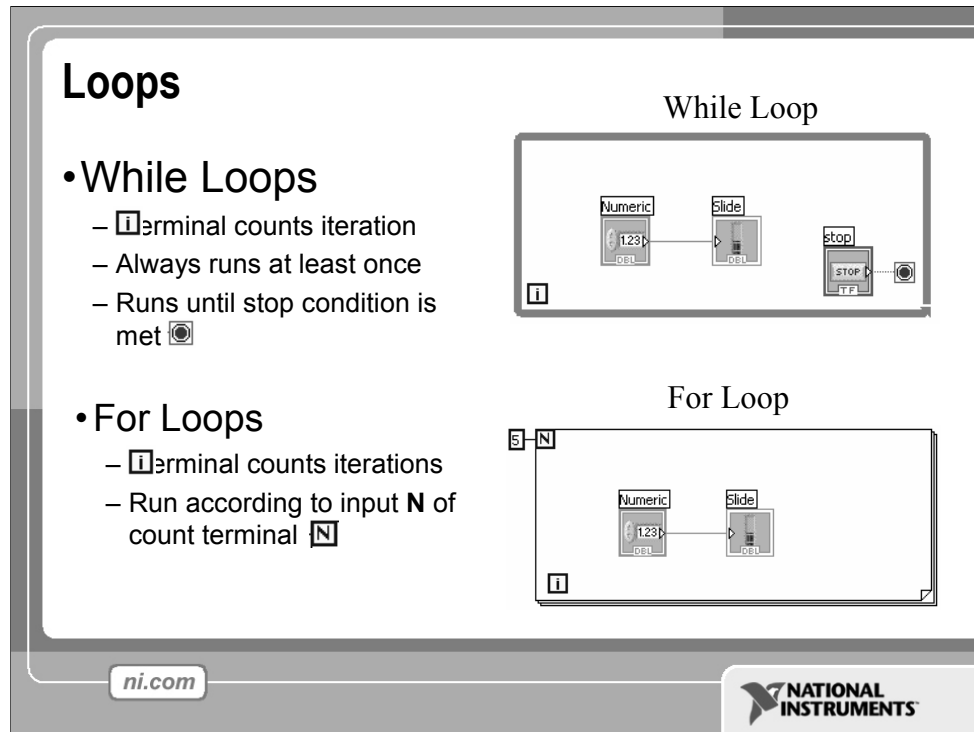 Loops
•While Loops
– i erminal counts iteration
– Always runs at least once
– Runs until stop condition is
met
•For Loops
– i erminal counts iterations
– Run according to input N of
count terminal N
While Loop
Numeric
1.23
DBL
Slide
DBL
stop
STOP
TF
i
For Loop
5
N
Numeric
1.23
DBL
Slide
DBL
i
ni.com
NATIONAL
INSTRUMENTS